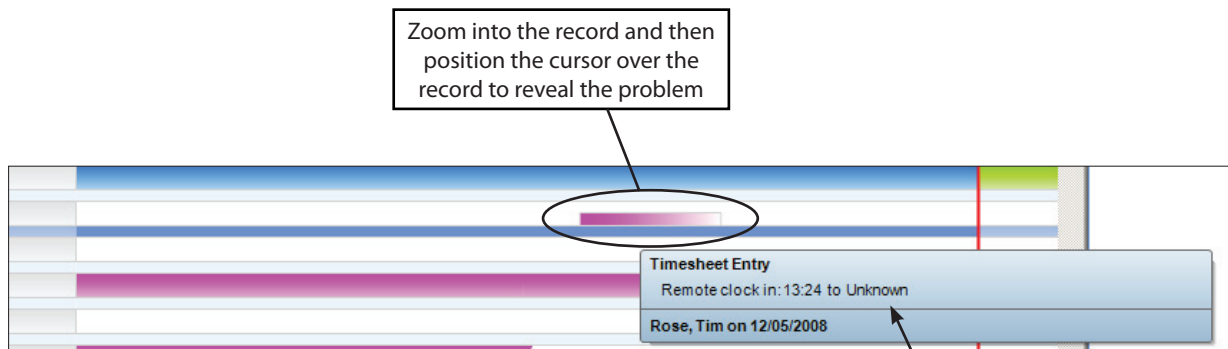 Zoom into the record and then
position the cursor over the
record to reveal the problem
Timesheet Entry
Remote clock in: 13:24 to Unknown
Rose, Tim on 12/05/2008